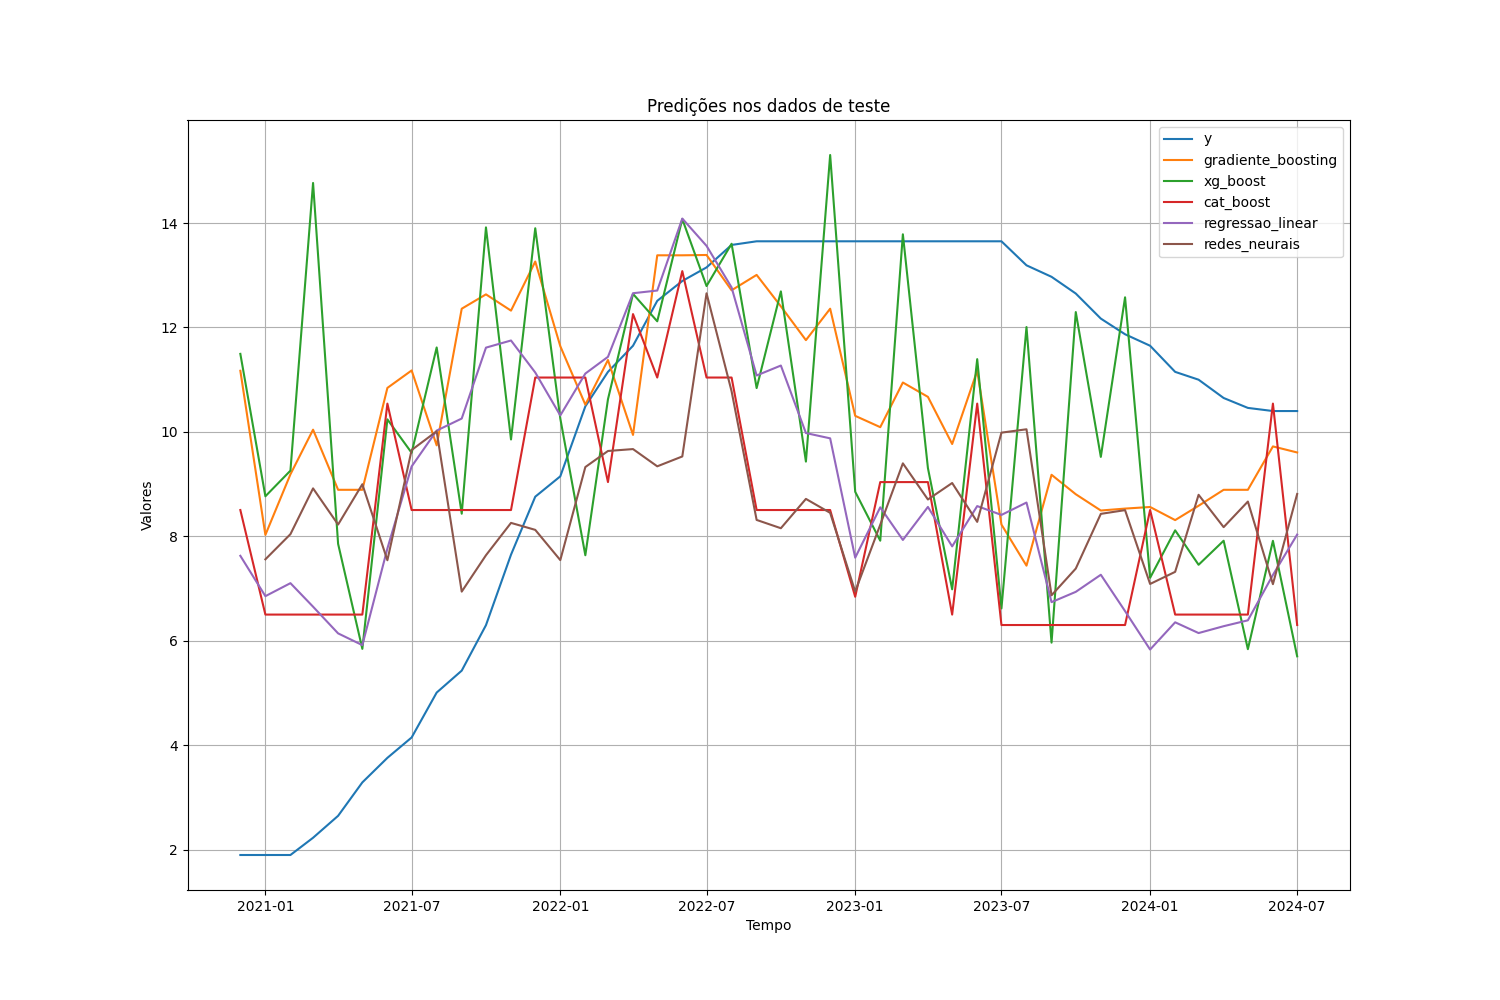 Predições nos dados de teste
y
gradiente_boosting
xg_boost
cat_boost
regressao_linear
redes_neurais
Valores
14
12
10
8
6
4
2
2021-01 2021-07 2022-01 2022-07 2023-01 2023-07 2024-01 2024-07
Tempo